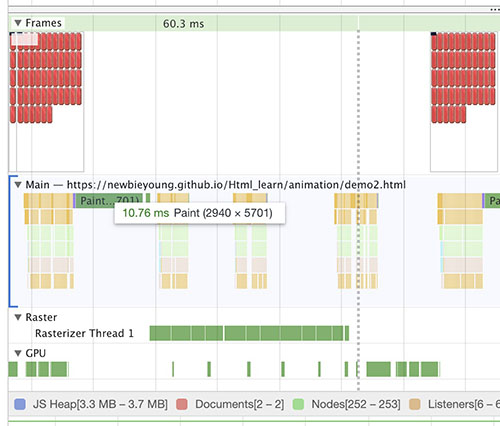 ▼ Frames 60.3 ms
▼ Main — https://newbieyoung.github.io/Html_learn/animation/demo2.html
Paint...701) Pa
10.76 ms Paint (2940 × 5701)
▼ Raster
Rasterizer Thread 1
▼ GPU
JS Heap[3.3 MB – 3.7 MB] Documents[2 – 2] Nodes[252 – 253] Listeners[6 – 6